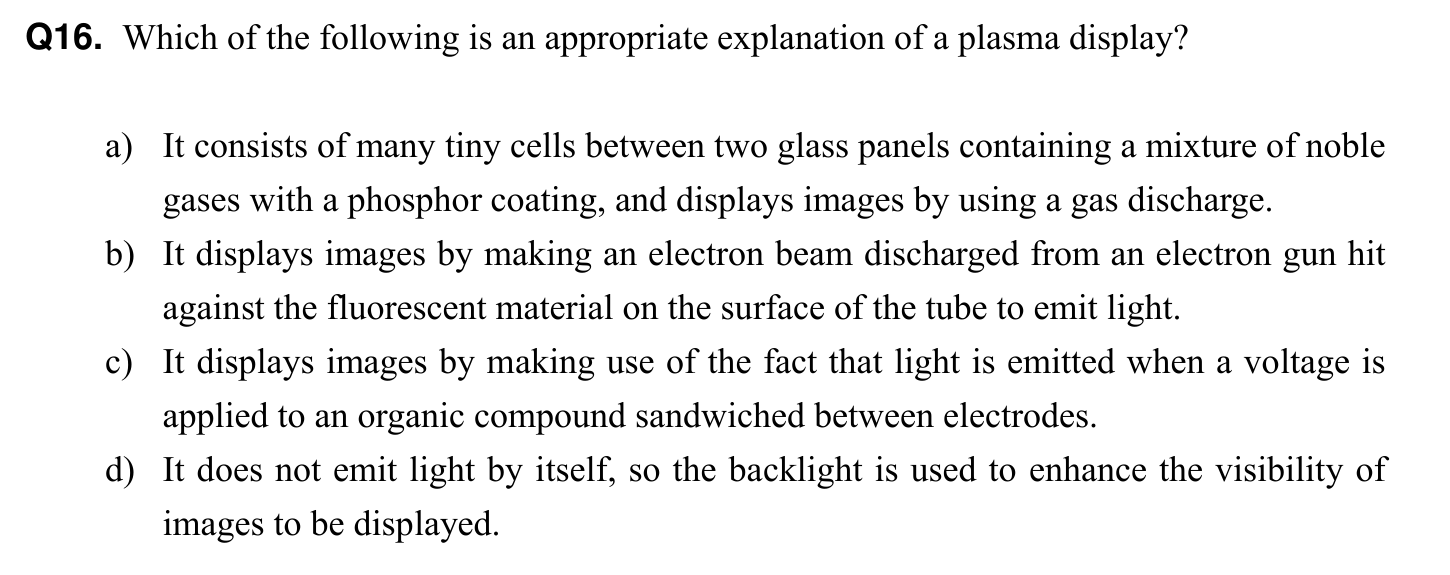 Q16. Which of the following is an appropriate explanation of a plasma display?
a) It consists of many tiny cells between two glass panels containing a mixture of noble
gases with a phosphor coating, and displays images by using a gas discharge.
b) It displays images by making an electron beam discharged from an electron gun hit
against the fluorescent material on the surface of the tube to emit light.
c) It displays images by making use of the fact that light is emitted when a voltage is
applied to an organic compound sandwiched between electrodes.
d) It does not emit light by itself, so the backlight is used to enhance the visibility of
images to be displayed.